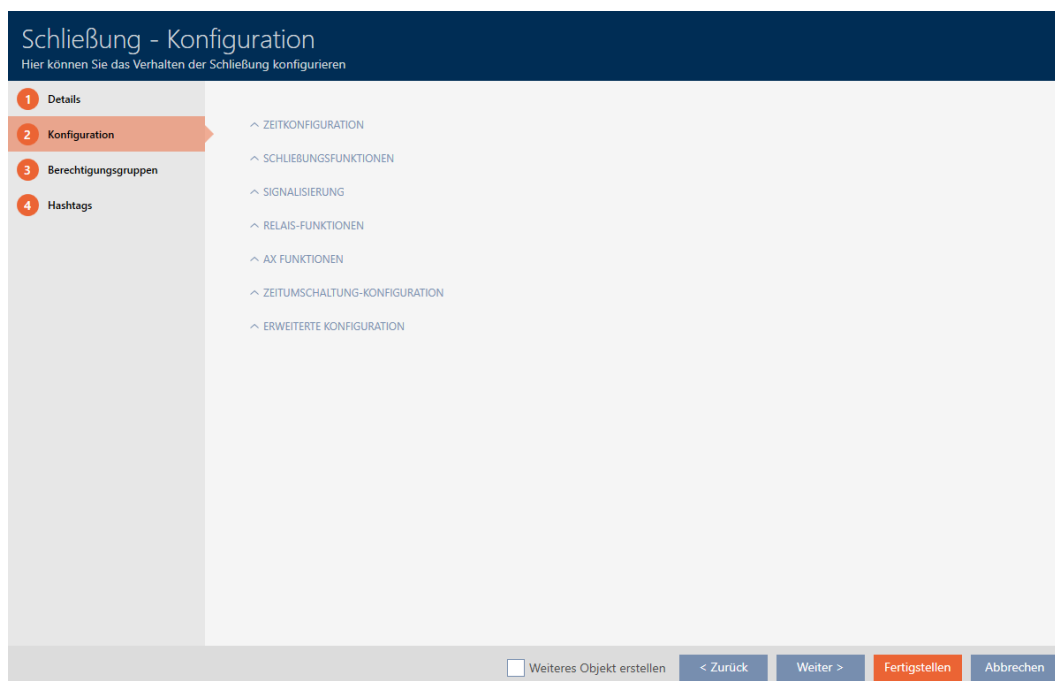 Schließung - Konfiguration
Hier können Sie das Verhalten der Schließung konfigurieren
1 Details
2 Konfiguration
3 Berechtigungsgruppen
4 Hashtags
ZEITKONFIGURATION
SCHLIEßUNGSFUNKTIONEN
SIGNALISIERUNG
RELAIS-FUNKTIONEN
AX FUNKTIONEN
ZEITUMSCHALTUNG-KONFIGURATION
ERWEITERTE KONFIGURATION
Weiteres Objekt erstellen < Zurück Weiter > Fertigstellen Abbrechen